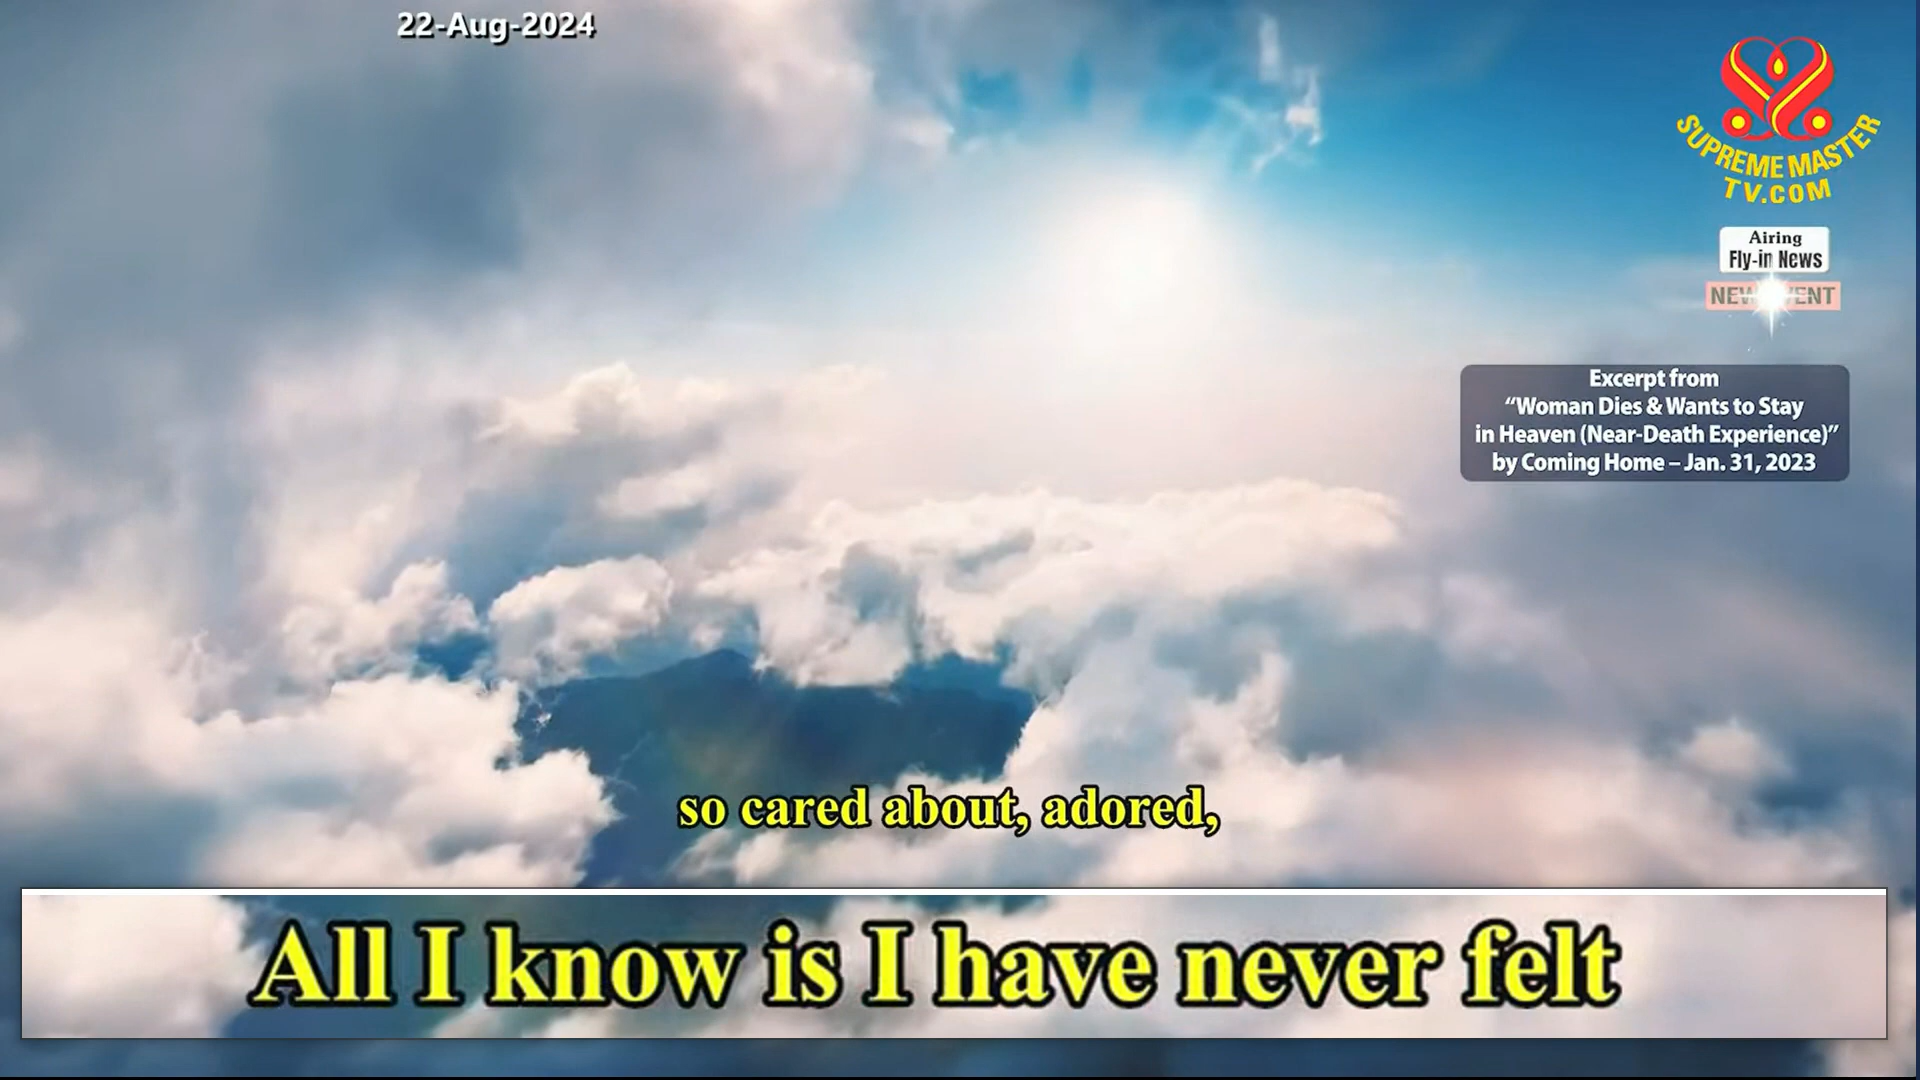 22-Aug-2024
SUPREME MASTER
TV.COM
Airing
Fly-in News
Excerpt from
“Woman Dies & Wants to Stay
in Heaven (Near-Death Experience)”
by Coming Home – Jan. 31, 2023
so cared about, adored,
All I know is I have never felt